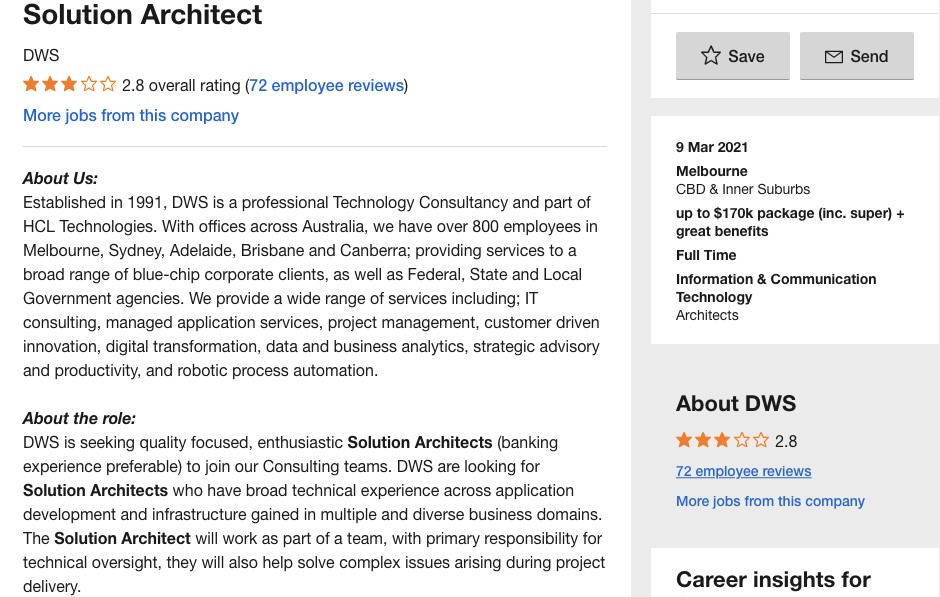 Solution Architect
DWS
2.8 overall rating (72 employee reviews)
More jobs from this company
About Us:
Established in 1991, DWS is a professional Technology Consultancy and part of
HCL Technologies. With offices across Australia, we have over 800 employees in
Melbourne, Sydney, Adelaide, Brisbane and Canberra; providing services to a
broad range of blue-chip corporate clients, as well as Federal, State and Local
Government agencies. We provide a wide range of services including; IT
consulting, managed application services, project management, customer driven
innovation, digital transformation, data and business analytics, strategic advisory
and productivity, and robotic process automation.
About the role:
DWS is seeking quality focused, enthusiastic Solution Architects (banking
experience preferable) to join our Consulting teams. DWS are looking for
Solution Architects who have broad technical experience across application
development and infrastructure gained in multiple and diverse business domains.
The Solution Architect will work as part of a team, with primary responsibility for
technical oversight, they will also help solve complex issues arising during project
delivery.
Save
Send
9 Mar 2021
Melbourne
CBD & Inner Suburbs
up to $170k package (inc. super) +
great benefits
Full Time
Information & Communication
Technology
Architects
About DWS
2.8
72 employee reviews
More jobs from this company
Career insights for